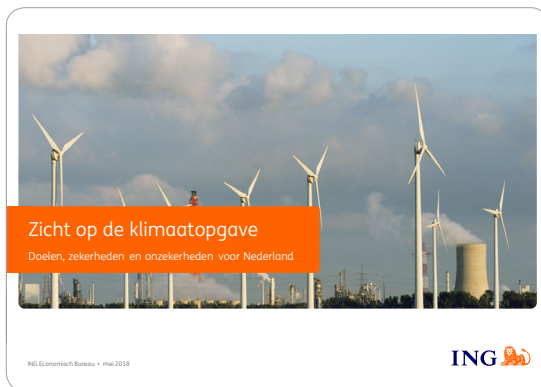 Zicht op de klimaatopgave
Doelen, zekerheden en onzekerheden voor Nederland
ING Economisch Bureau • mei 2018
ING